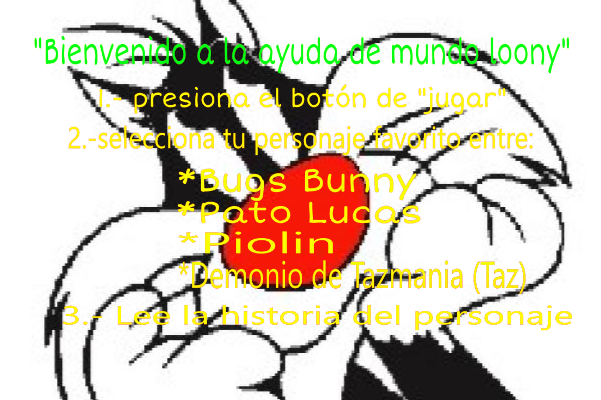 "Bienvenido a la ayuda de mundo loony"
1.- presiona el botón de "jugar"
2.-selecciona tu personaje favorito entre:
*Bugs Bunny
*Pato Lucas
*Piolin
*Demonio de Tazmania (Taz)
3.- Lee la historia del personaje